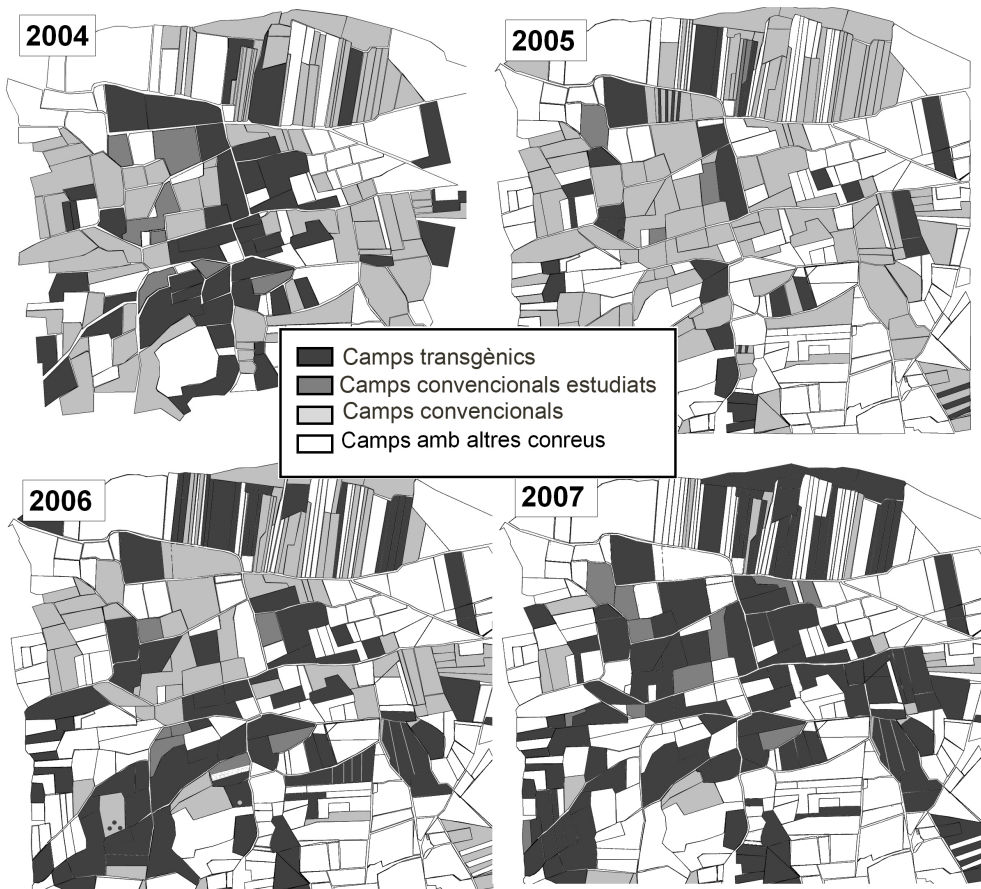 2004
2005
Camps transgènics
Camps convencionals estudiats
Camps convencionals
Camps amb altres conreus
2006
2007